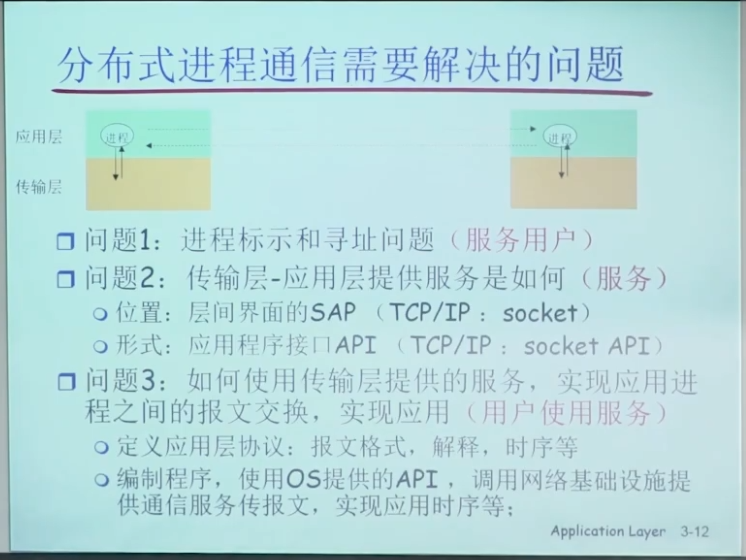 分布式进程通信需要解决的问题
应用层
进程
进程
传输层
问题1：进程标示和寻址问题（服务用户）
问题2：传输层-应用层提供服务是如何（服务）
位置：层间界面的SAP （TCP/IP ：socket）
形式：应用程序接口API （TCP/IP ：socket API）
问题3：如何使用传输层提供的服务，实现应用进
程之间的报文交换，实现应用（用户使用服务）
定义应用层协议：报文格式，解释，时序等
编制程序，使用OS提供的API ，调用网络基础设施提
供通信服务传报文，实现应用时序等；
Application Layer 3-12